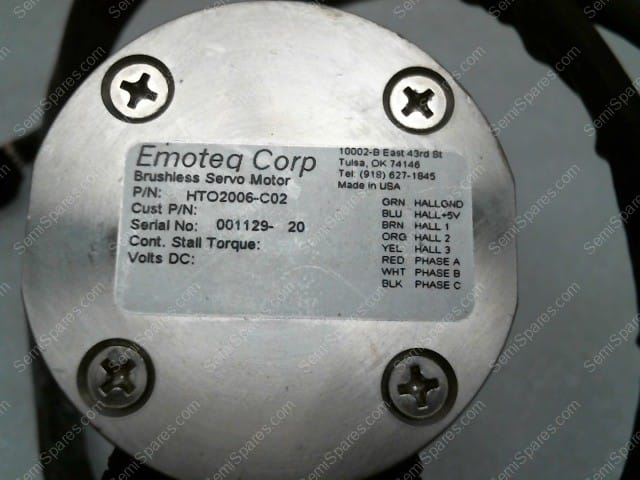 Emoteq Corp
Brushless Servo Motor
P/N: HTO2006-C02
Cust P/N:
Serial No: 001129- 20
Cont. Stall Torque:
Volts DC:
10002-B East 43rd St
Tulsa, OK 74146
Tel: (918) 627-1845
Made in USA
GRN HALLGND
BLU HALL+5V
BRN HALL 1
ORG HALL 2
YEL HALL 3
RED PHASE A
WHT PHASE B
BLK PHASE C
SemiSpares.com